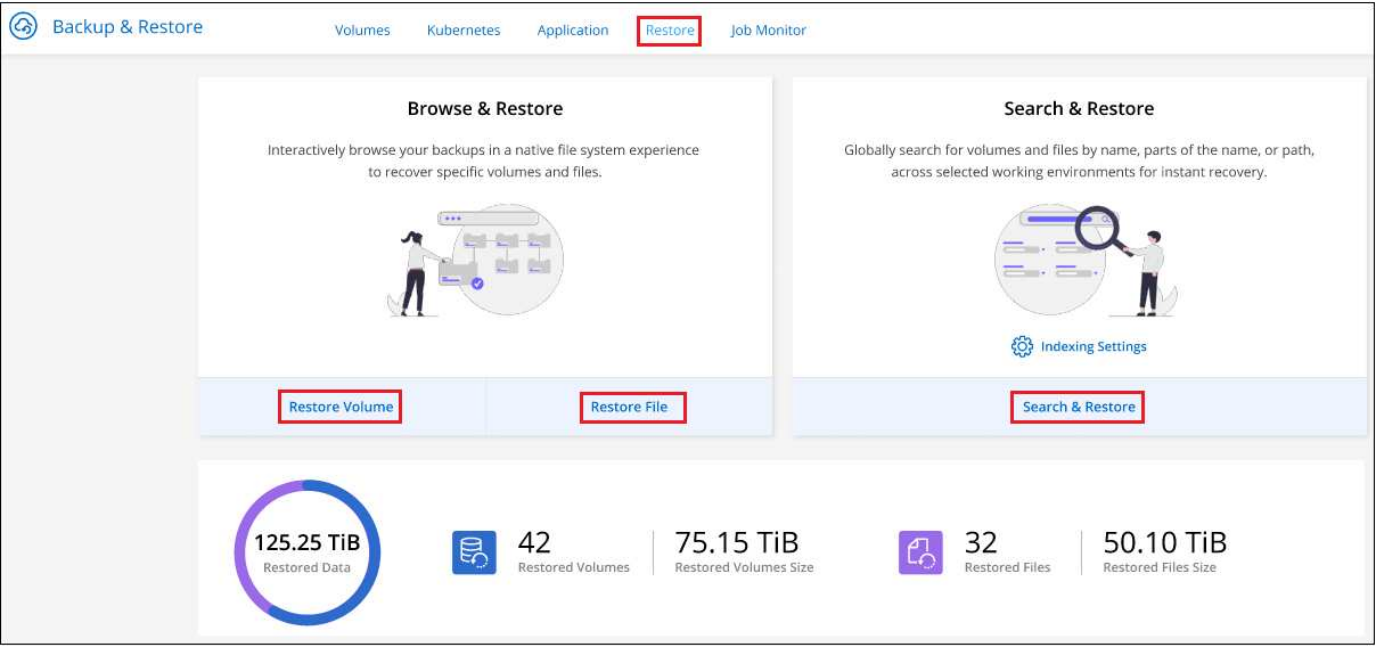 Backup & Restore
Volumes
Kubernetes
Application
Restore
Job Monitor
Browse & Restore
Interactively browse your backups in a native file system experience
to recover specific volumes and files.
Restore Volume
Restore File
Search & Restore
Globally search for volumes and files by name, parts of the name, or path,
across selected working environments for instant recovery.
Indexing Settings
Search & Restore
125.25 TiB
Restored Data
42
Restored Volumes
75.15 TiB
Restored Volumes Size
32
Restored Files
50.10 TiB
Restored Files Size